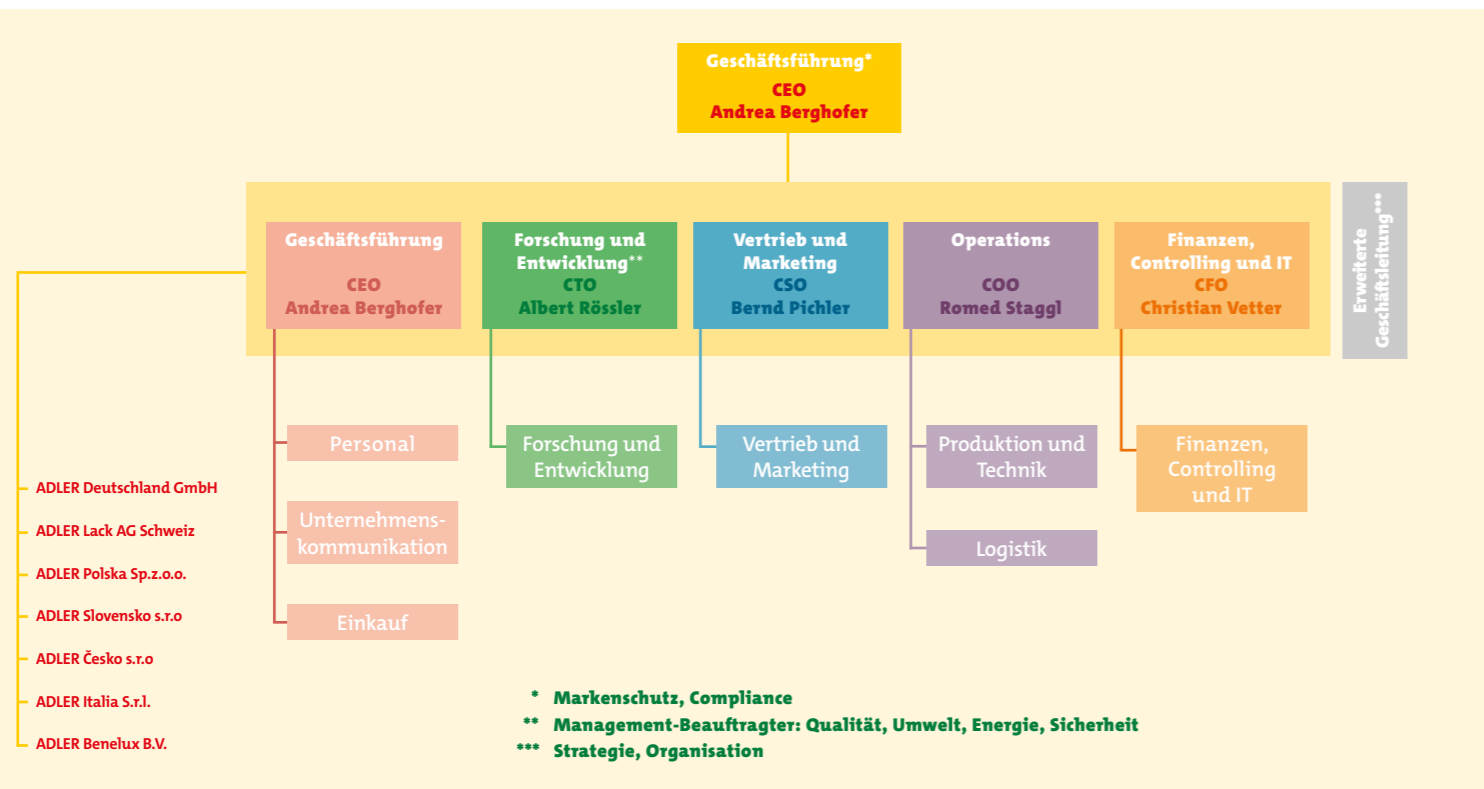 Geschäftsführung*
CEO
Andrea Berghofer
Geschäftsführung
CEO
Andrea Berghofer
Forschung und
Entwicklung**
CTO
Albert Rössler
Vertrieb und
Marketing
CSO
Bernd Pichler
Operations
COO
Romed Staggl
Finanzen,
Controlling und IT
CFO
Christian Vetter
Erweiterte
Geschäftsleitung***
Personal
Unternehmens-
kommunikation
Einkauf
Forschung und
Entwicklung
Vertrieb und
Marketing
Produktion und
Technik
Logistik
Finanzen,
Controlling
und IT
ADLER Deutschland GmbH
ADLER Lack AG Schweiz
ADLER Polska Sp.z.o.o.
ADLER Slovensko s.r.o
ADLER Česko s.r.o
ADLER Italia S.r.l.
ADLER Benelux B.V.
* Markenschutz, Compliance
** Management-Beauftragter: Qualität, Umwelt, Energie, Sicherheit
*** Strategie, Organisation